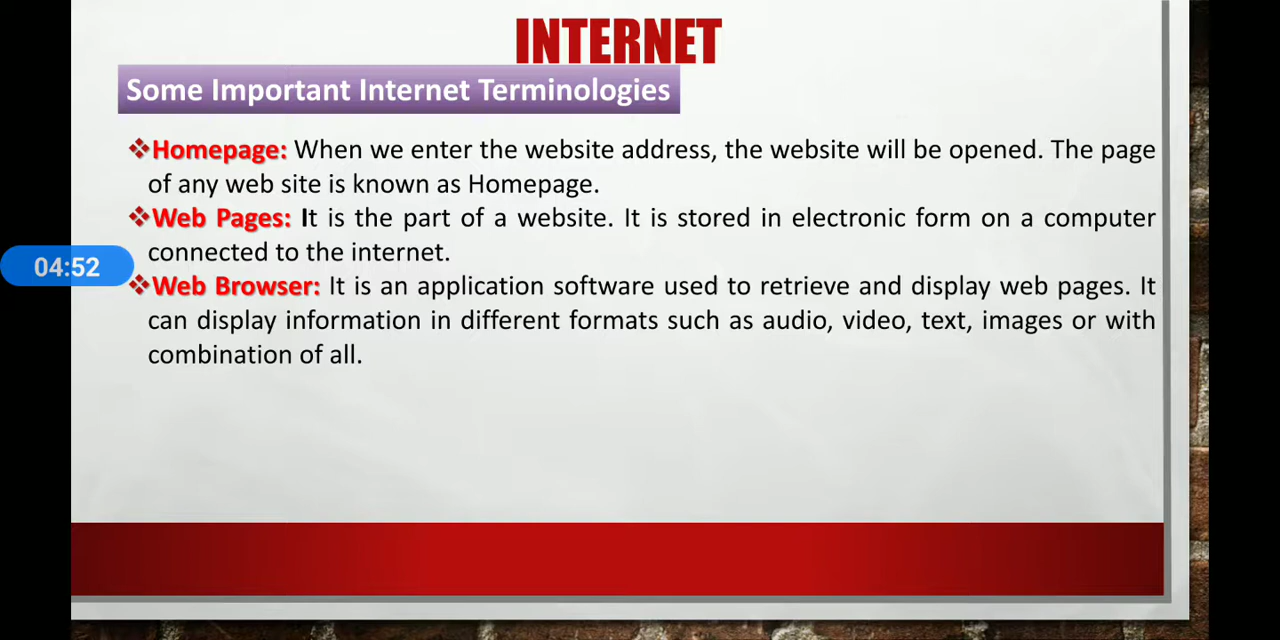 INTERNET
Some Important Internet Terminologies
❖Homepage: When we enter the website address, the website will be opened. The page
of any web site is known as Homepage.
❖Web Pages: It is the part of a website. It is stored in electronic form on a computer
connected to the internet.
04:52
❖Web Browser: It is an application software used to retrieve and display web pages. It
can display information in different formats such as audio, video, text, images or with
combination of all.